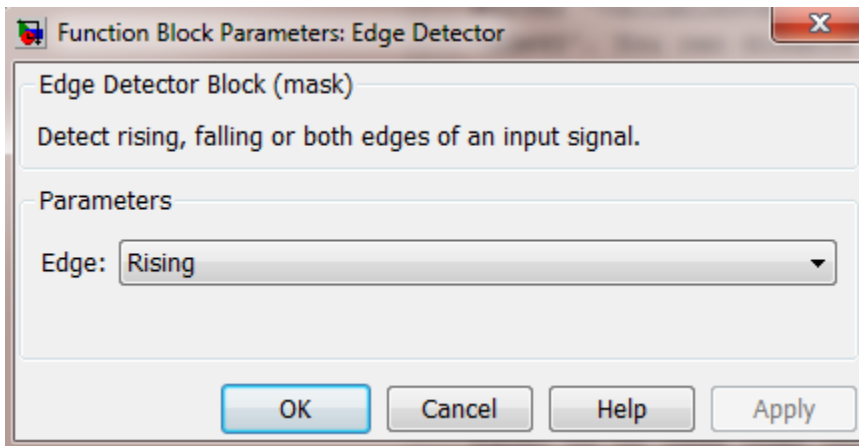 Function Block Parameters: Edge Detector
Edge Detector Block (mask)
Detect rising, falling or both edges of an input signal.
Parameters
Edge: Rising
OK Cancel Help Apply